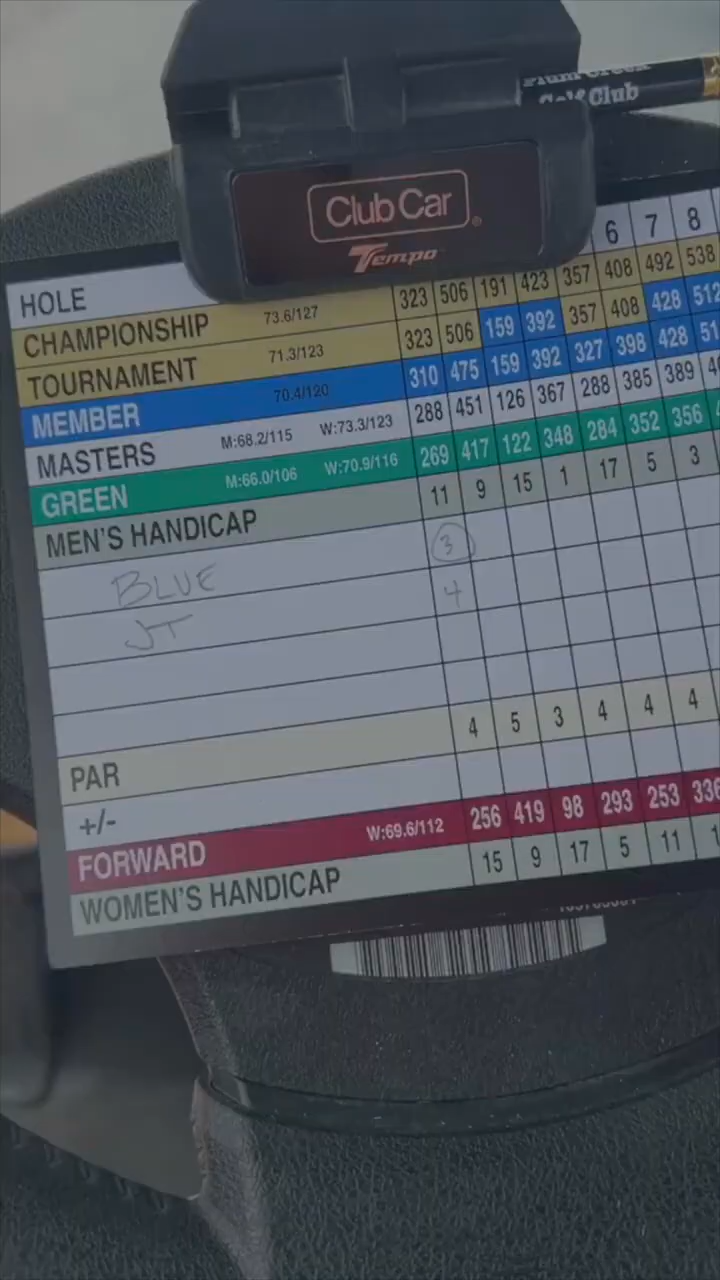 Plum Creek
Golf Club
Club Car®
Tempo
HOLE 6 7 8
CHAMPIONSHIP 73.6/127 323 506 191 423 357 408 492 538
TOURNAMENT 71.3/123 323 506 159 392 357 408 428 512
MEMBER 70.4/120 310 475 159 392 327 398 428
MASTERS M:68.2/115 W:73.3/123 288 451 126 367 288 385 389
GREEN M:66.0/106 W:70.9/116 269 417 122 348 284 352 356
MEN'S HANDICAP 11 9 15 1 17 5 3
BLUE 3
JT 4
PAR 4 5 3 4 4 4
+/-
FORWARD W:69.6/112 256 419 98 293 253 336
WOMEN'S HANDICAP 15 9 17 5 11